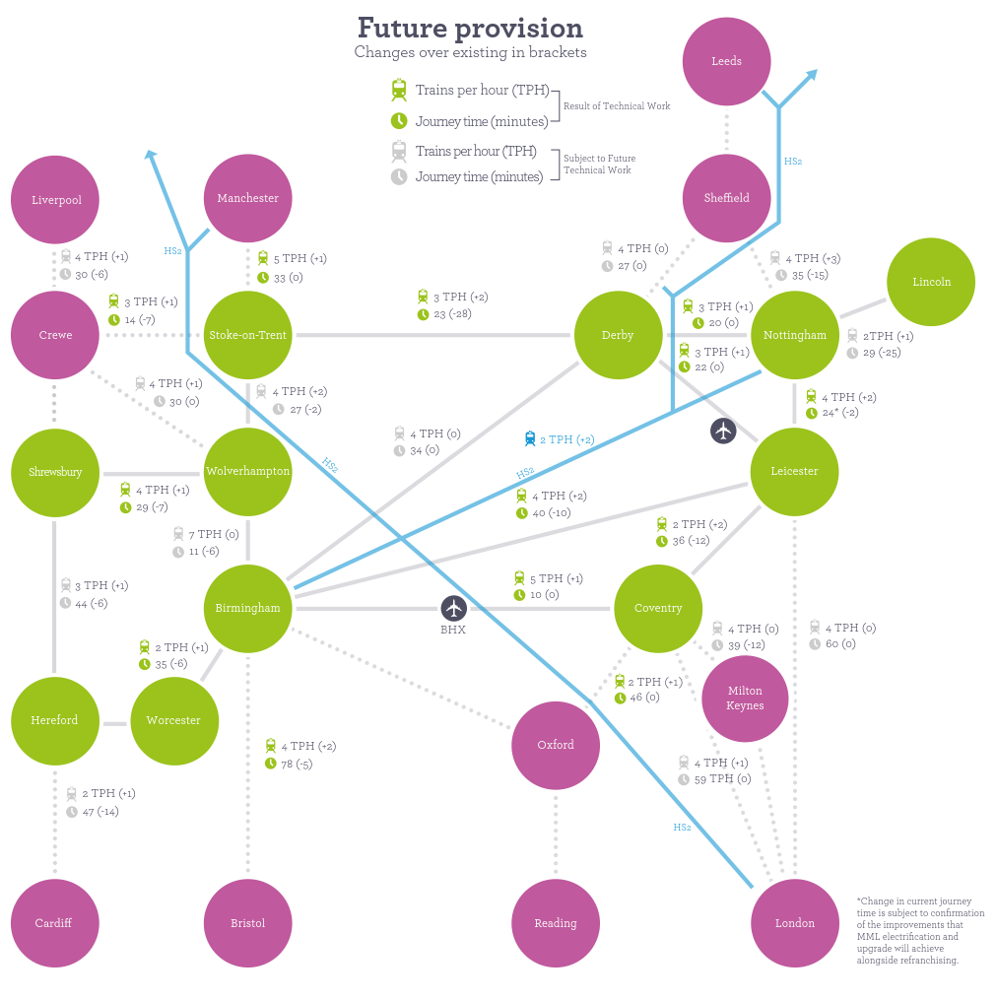 Future provision
Changes over existing in brackets
Trains per hour (TPH)
Journey time (minutes)
Result of Technical Work
Trains per hour (TPH)
Journey time (minutes)
Subject to Future
Technical Work
Leeds
HS2
Liverpool
Manchester
Sheffield
HS2
4 TPH (+1)
30 (-6)
5 TPH (+1)
33 (0)
4 TPH (0)
27 (0)
4 TPH (+3)
35 (-15)
Lincoln
3 TPH (+1)
14 (-7)
3 TPH (+2)
23 (-28)
3 TPH (+1)
20 (0)
Crewe
Stoke-on-Trent
Derby
Nottingham
2TPH (+1)
29 (-25)
3 TPH (+1)
22 (0)
4 TPH (+1)
30 (0)
4 TPH (+2)
27 (-2)
4 TPH (+2)
24* (-2)
4 TPH (0)
34 (0)
2 TPH (+2)
HS2
HS2
Shrewsbury
Wolverhampton
Leicester
4 TPH (+1)
29 (-7)
4 TPH (+2)
40 (-10)
7 TPH (0)
11 (-6)
2 TPH (+2)
36 (-12)
3 TPH (+1)
44 (-6)
5 TPH (+1)
10 (0)
Birmingham
BHX
Coventry
4 TPH (0)
39 (-12)
4 TPH (0)
60 (0)
2 TPH (+1)
35 (-6)
2 TPH (+1)
46 (0)
Milton
Keynes
Hereford
Worcester
Oxford
4 TPH (+2)
78 (-5)
4 TPH (+1)
59 TPH (0)
2 TPH (+1)
47 (-14)
HS2
Cardiff
Bristol
Reading
London
*Change in current journey
time is subject to confirmation
of the improvements that
MML electrification and
upgrade will achieve
alongside refranchising.